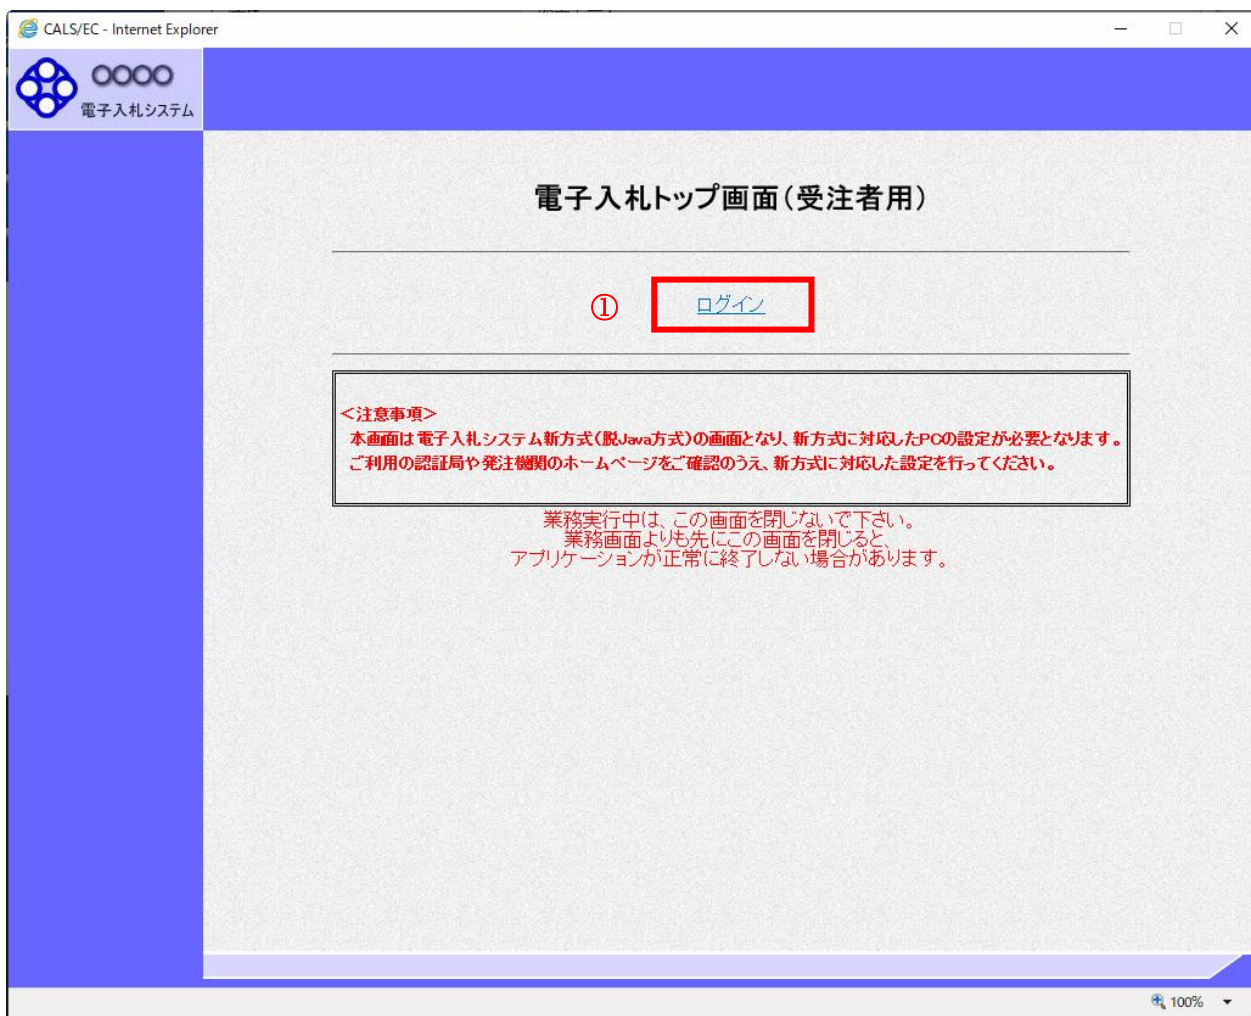 CALS/EC - Internet Explorer
〇〇〇〇
電子入札システム
電子入札トップ画面(受注者用)
① ログイン
<注意事項>
本画面は電子入札システム新方式(脱Java方式)の画面となり、新方式に対応したPCの設定が必要となります。
ご利用の認証局や発注機関のホームページをご確認のうえ、新方式に対応した設定を行ってください。
業務実行中は、この画面を閉じないで下さい。
業務画面よりも先にこの画面を閉じると、
アプリケーションが正常に終了しない場合があります。
100%